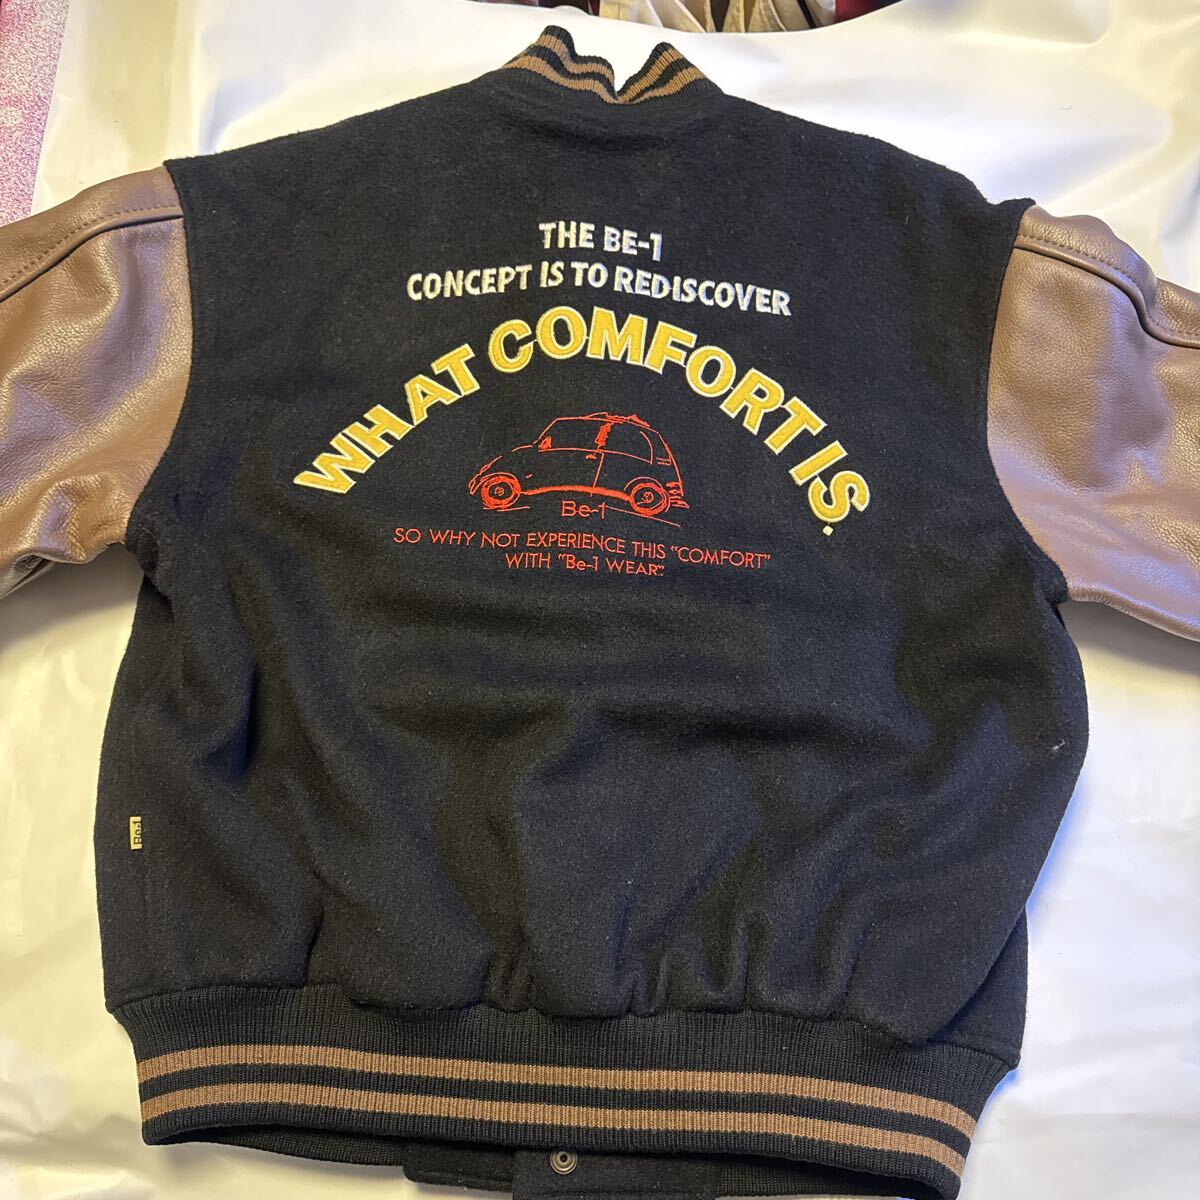 THE BE-1
CONCEPT IS TO REDISCOVER
WHAT COMFORT IS.
Be-1
SO WHY NOT EXPERIENCE THIS "COMFORT"
WITH "Be-1 WEAR".
Be-1